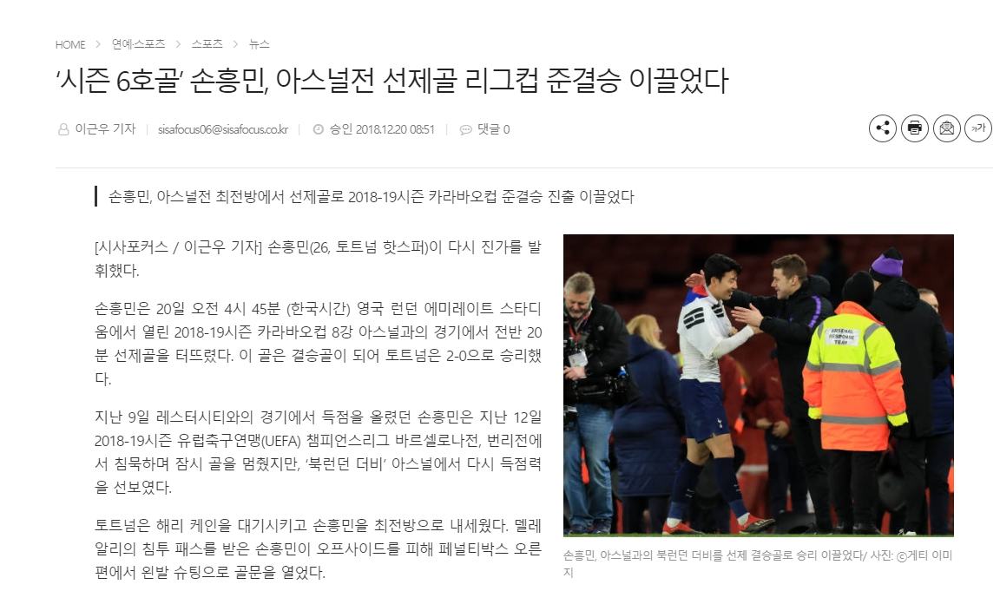 HOME > 연예·스포츠 > 스포츠 > 뉴스
‘시즌 6호골’ 손흥민, 아스널전 선제골 리그컵 준결승 이끌었다
이근우 기자 | sisafocus06@sisafocus.co.kr | 승인 2018.12.20 08:51 | 댓글 0
가가
손흥민, 아스널전 최전방에서 선제골로 2018-19시즌 카라바오컵 준결승 진출 이끌었다
[시사포커스 / 이근우 기자] 손흥민(26, 토트넘 핫스퍼)이 다시 진가를 발
휘했다.
손흥민은 20일 오전 4시 45분 (한국시간) 영국 런던 에미레이트 스타디
움에서 열린 2018-19시즌 카라바오컵 8강 아스널과의 경기에서 전반 20
분 선제골을 터뜨렸다. 이 골은 결승골이 되어 토트넘은 2-0으로 승리했
다.
지난 9일 레스터시티와의 경기에서 득점을 올렸던 손흥민은 지난 12일
2018-19시즌 유럽축구연맹(UEFA) 챔피언스리그 바르셀로나전, 번리전에
서 침묵하며 잠시 골을 멈췄지만, ‘북런던 더비’ 아스널에서 다시 득점력
을 선보였다.
토트넘은 해리 케인을 대기시키고 손흥민을 최전방으로 내세웠다. 델레
알리의 침투 패스를 받은 손흥민이 오프사이드를 피해 페널티박스 오른
편에서 왼발 슈팅으로 골문을 열었다.
ARSENAL
RESPONSE
TEAM
손흥민, 아스널과의 북런던 더비를 선제 결승골로 승리 이끌었다/ 사진: ⓒ게티 이미
지